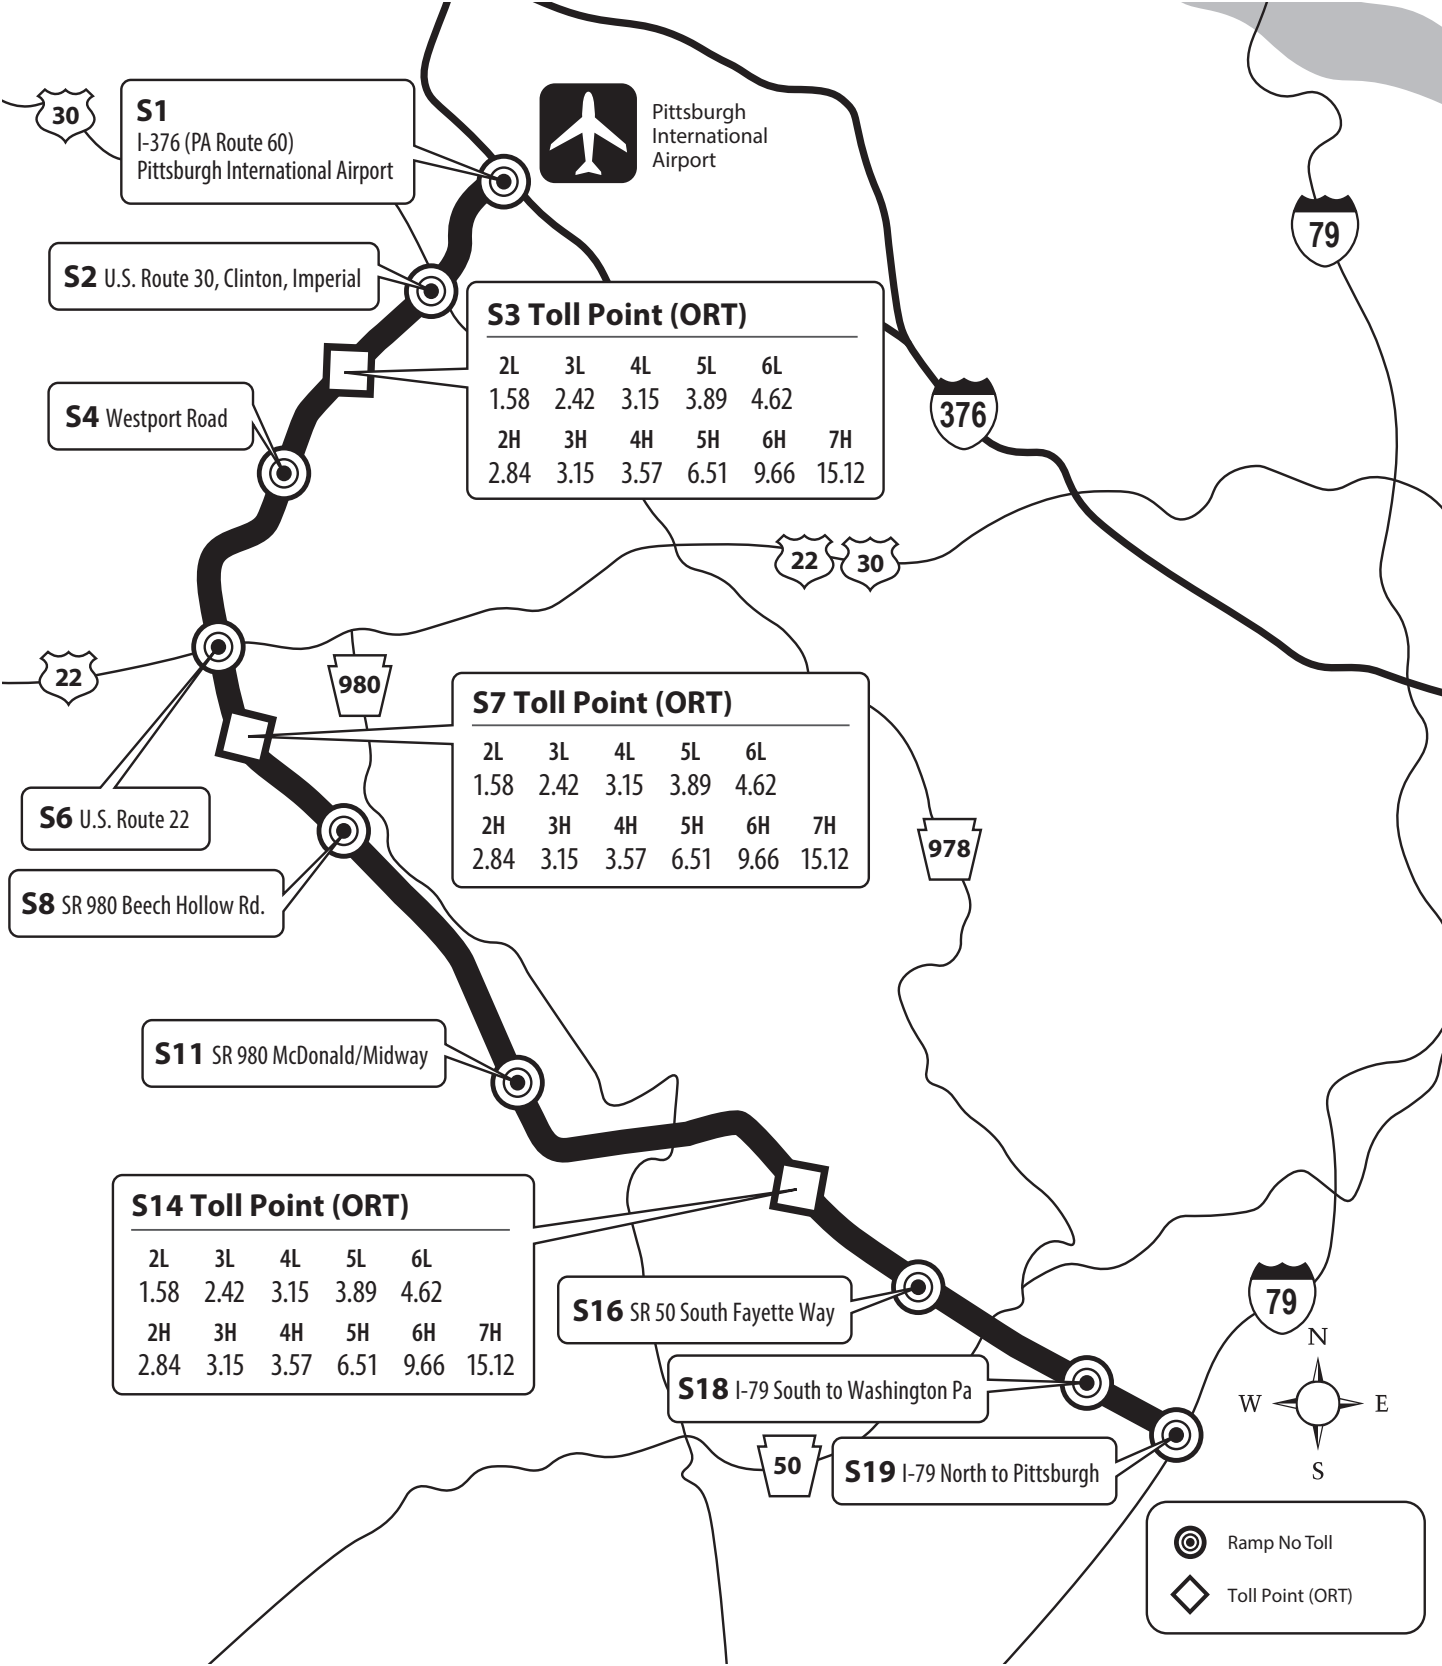 30
S1
I-376 (PA Route 60)
Pittsburgh International Airport
Pittsburgh
International
Airport
79
S2 U.S. Route 30, Clinton, Imperial
S3 Toll Point (ORT)
2L 3L 4L 5L 6L
1.58 2.42 3.15 3.89 4.62
2H 3H 4H 5H 6H 7H
2.84 3.15 3.57 6.51 9.66 15.12
376
S4 Westport Road
22
30
22
980
S7 Toll Point (ORT)
2L 3L 4L 5L 6L
1.58 2.42 3.15 3.89 4.62
2H 3H 4H 5H 6H 7H
2.84 3.15 3.57 6.51 9.66 15.12
S6 U.S. Route 22
978
S8 SR 980 Beech Hollow Rd.
S11 SR 980 McDonald/Midway
S14 Toll Point (ORT)
2L 3L 4L 5L 6L
1.58 2.42 3.15 3.89 4.62
2H 3H 4H 5H 6H 7H
2.84 3.15 3.57 6.51 9.66 15.12
S16 SR 50 South Fayette Way
79
S18 I-79 South to Washington Pa
N
W E
S
50
S19 I-79 North to Pittsburgh
Ramp No Toll
Toll Point (ORT)